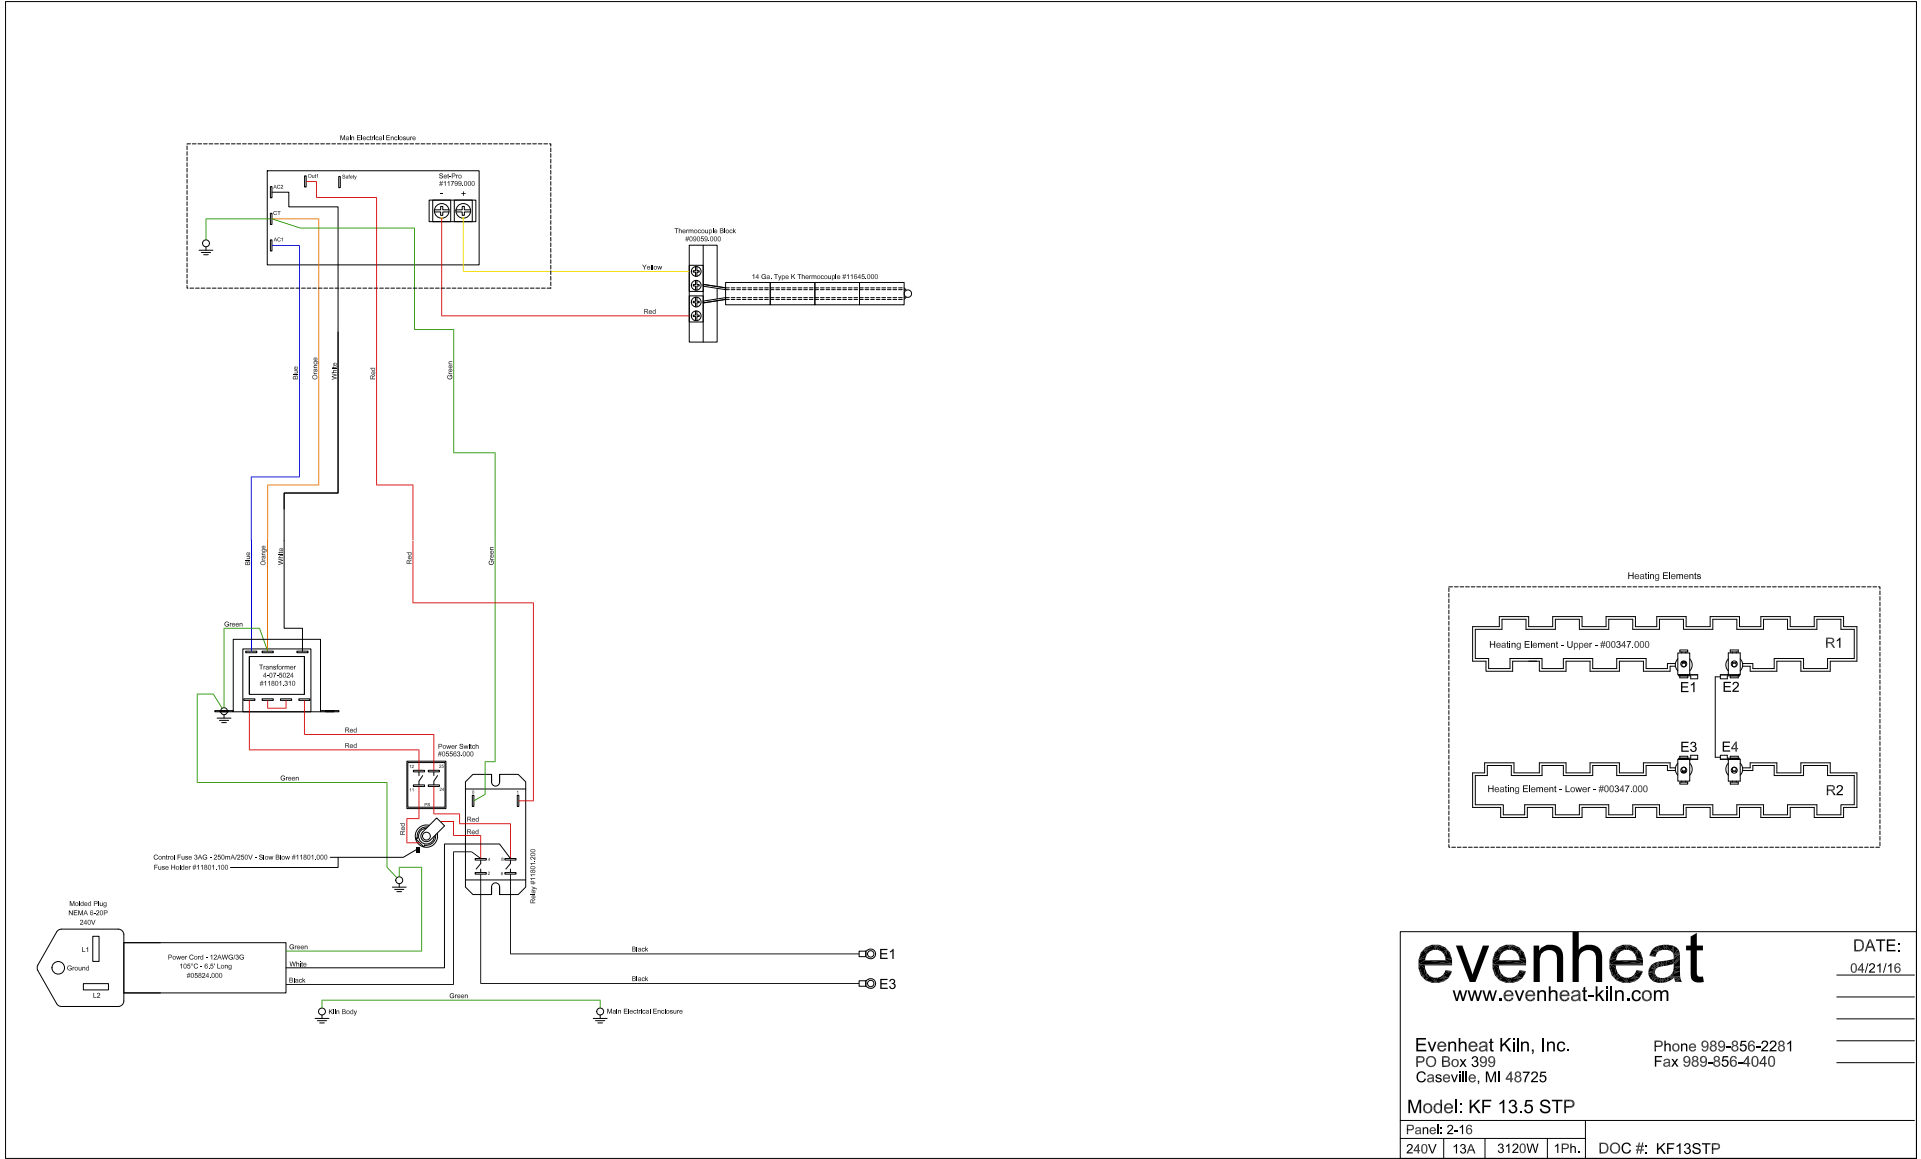 Main Electrical Enclosure
Out1
Safety
Set-Pro
#11799.000
- +
AC2
CT
AC1
Thermocouple Block
#09059.000
14 Ga. Type K Thermocouple #11645.000
Yellow
Red
Blue
Orange
White
Red
Green
Blue
Orange
White
Red
Green
Green
Transformer
4-07-5024
#11801.310
Red
Red
Power Switch
#05563.000
Green
12
25
11
24
PS
Red
Red
Red
Control Fuse 3AG - 250mA/250V - Slow Blow #11801.000
Fuse Holder #11801.100
4
2
6
Relay #11801.200
Molded Plug
NEMA 6-20P
240V
L1
Ground
L2
Power Cord - 12AWG/3G
105°C - 6.5' Long
#05824.000
Green
White
Black
Black
E1
Black
E3
Green
Kiln Body
Main Electrical Enclosure
Heating Elements
Heating Element - Upper - #00347.000
R1
E1
E2
E3
E4
Heating Element - Lower - #00347.000
R2
evenheat
www.evenheat-kiln.com
DATE:
04/21/16
Evenheat Kiln, Inc.
PO Box 399
Caseville, MI 48725
Phone 989-856-2281
Fax 989-856-4040
Model: KF 13.5 STP
Panel: 2-16
240V 13A 3120W 1Ph.
DOC #: KF13STP